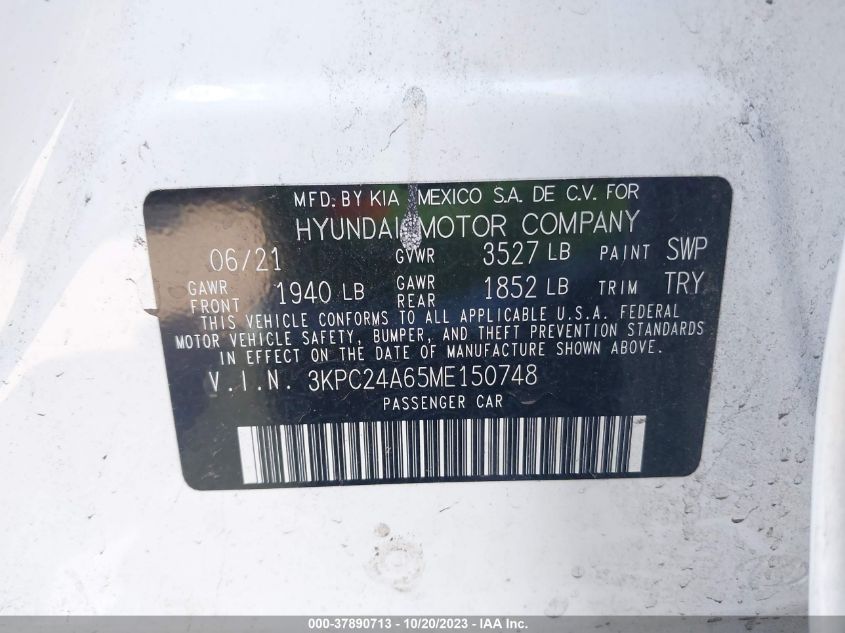 MFD. BY KIA MEXICO S.A. DE C.V. FOR
HYUNDAI MOTOR COMPANY
06/21 GVWR 3527 LB PAINT SWP
GAWR FRONT 1940 LB GAWR REAR 1852 LB TRIM TRY
THIS VEHICLE CONFORMS TO ALL APPLICABLE U.S.A. FEDERAL
MOTOR VEHICLE SAFETY, BUMPER, AND THEFT PREVENTION STANDARDS
IN EFFECT ON THE DATE OF MANUFACTURE SHOWN ABOVE.
V.I.N. 3KPC24A65ME150748
PASSENGER CAR
000-37890713 - 10/20/2023 - IAA Inc.